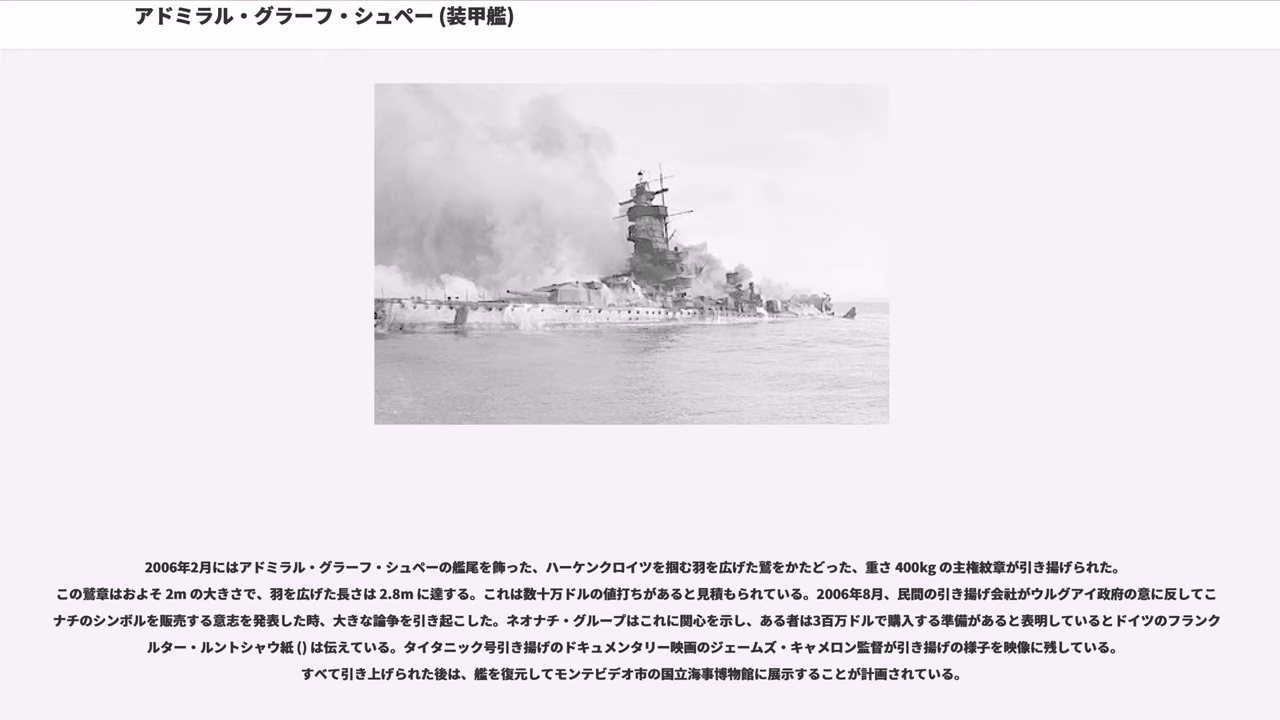 アドミラル・グラーフ・シュペー (装甲艦)
2006年2月にはアドミラル・グラーフ・シュペーの艦尾を飾った、ハーケンクロイツを掴む羽を広げた鷲をかたどった、重さ 400kg の主権紋章が引き揚げられた。
この鷲章はおよそ 2m の大きさで、羽を広げた長さは 2.8m に達する。これは数十万ドルの値打ちがあると見積もられている。2006年8月、民間の引き揚げ会社がウルグアイ政府の意に反してこ
ナチのシンボルを販売する意志を発表した時、大きな論争を引き起こした。ネオナチ・グループはこれに関心を示し、ある者は3百万ドルで購入する準備があると表明しているとドイツのフランク
ルター・ルントシャウ紙 () は伝えている。タイタニック号引き揚げのドキュメンタリー映画のジェームズ・キャメロン監督が引き揚げの様子を映像に残している。
すべて引き上げられた後は、艦を復元してモンテビデオ市の国立海事博物館に展示することが計画されている。